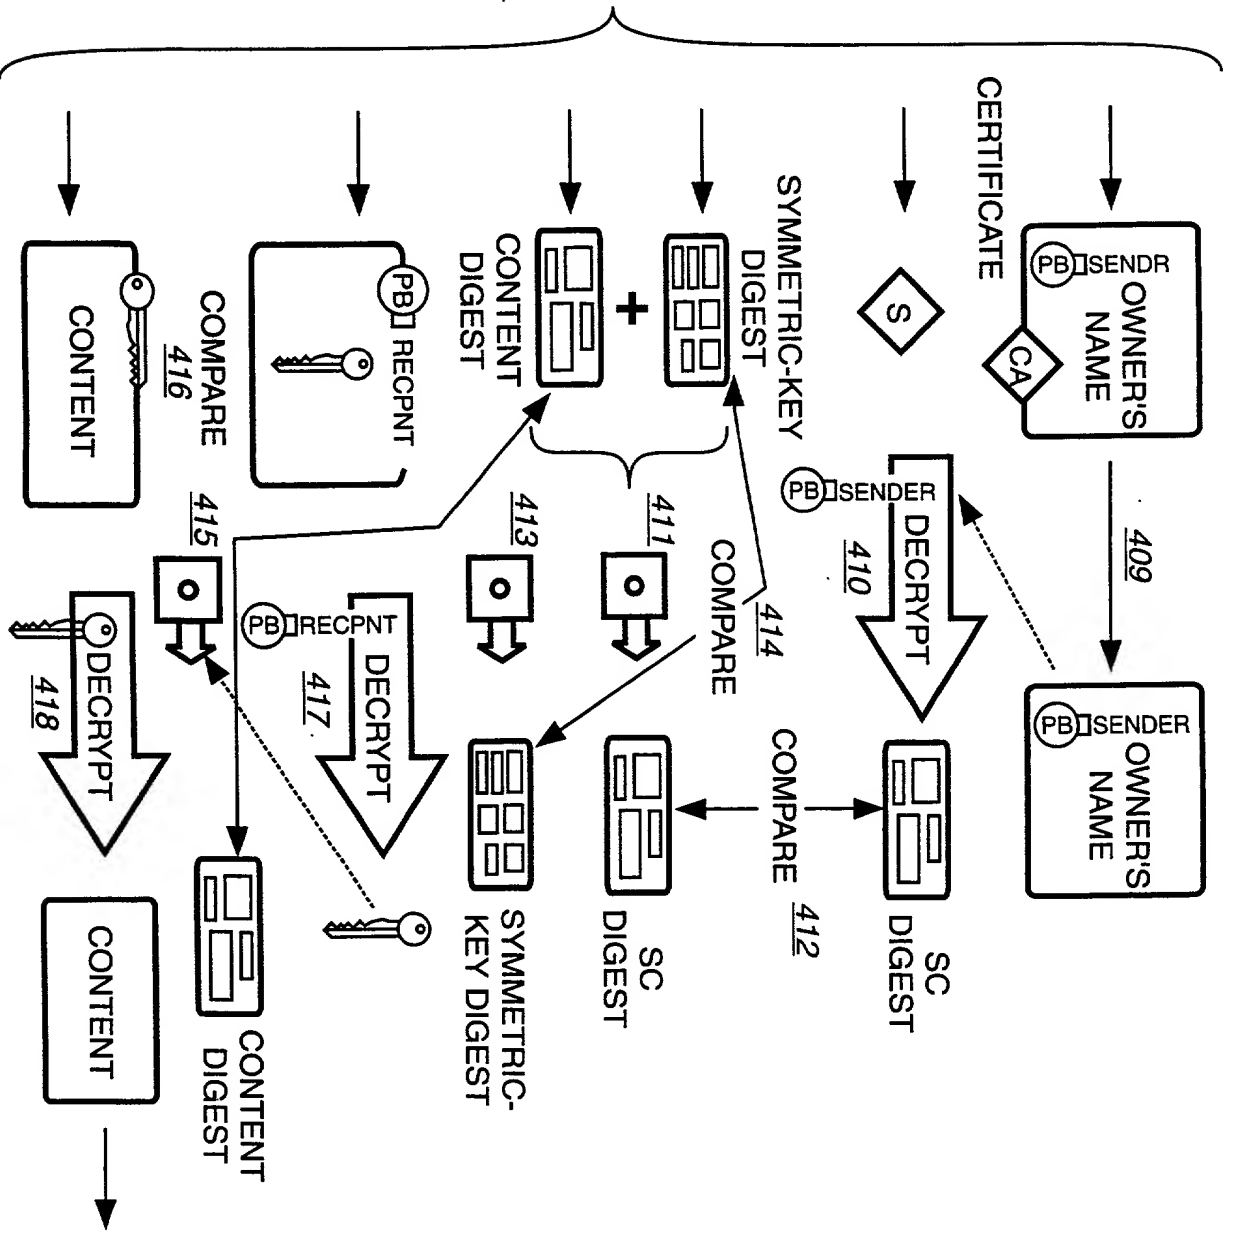 CERTIFICATE
PB SENDR
OWNER'S
NAME
CA
409
PB SENDER
OWNER'S
NAME
S
DECRYPT
PB SENDER
410
SC
DIGEST
COMPARE
412
SYMMETRIC-KEY
DIGEST
+
CONTENT
DIGEST
411
SC
DIGEST
COMPARE
414
413
SYMMETRIC-
KEY DIGEST
PB RECPNT
DECRYPT
PB RECPNT
417
COMPARE
416
415
CONTENT
DIGEST
CONTENT
DECRYPT
418
CONTENT